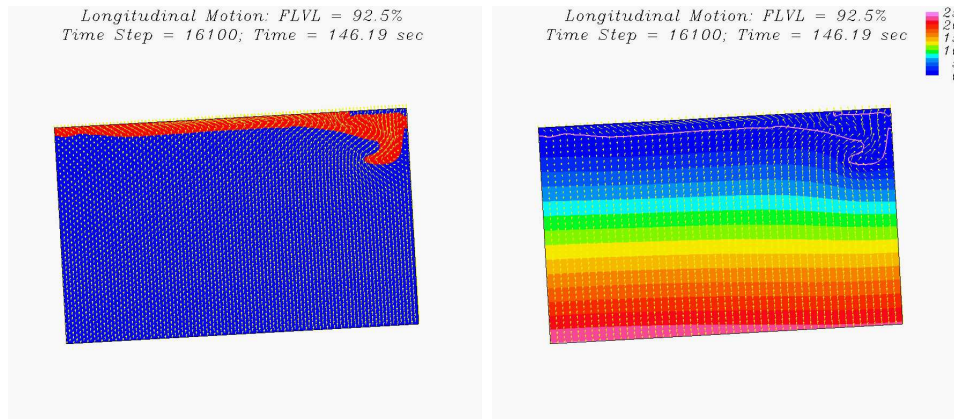 Longitudinal Motion: FLVL = 92.5%
Time Step = 16100; Time = 146.19 sec
Longitudinal Motion: FLVL = 92.5%
Time Step = 16100; Time = 146.19 sec